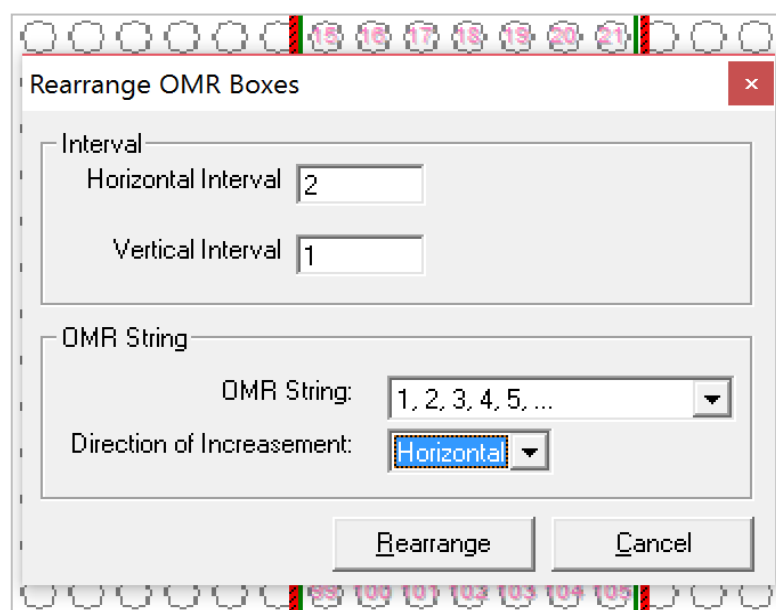 15 16 17 18 19 20 21
Rearrange OMR Boxes
Interval
Horizontal Interval 2
Vertical Interval 1
OMR String
OMR String: 1, 2, 3, 4, 5, ...
Direction of Increasement: Horizontal
Rearrange Cancel
99 100 101 102 103 104 105